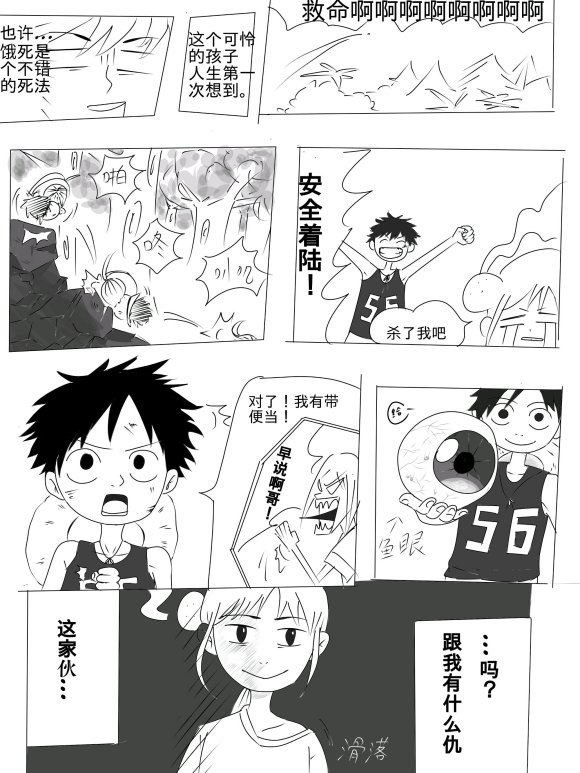 也许…
饿死是
个不错
的死法
这个可怜
的孩子
人生第一
次想到。
救命啊啊啊啊啊啊啊啊
啪
咚
安全着陆！
杀了我吧
对了！我有带
便当！
早说啊哥！
给
鱼眼
这家伙…
跟我有什么仇
…吗？
滑落
56
56